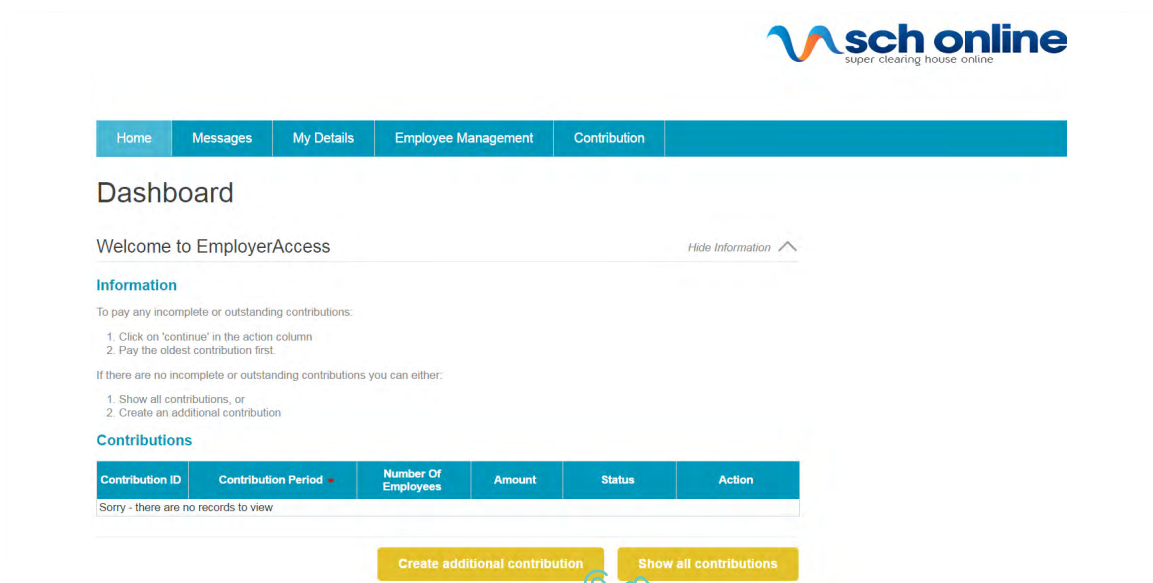 sch online
super clearing house online
Home Messages My Details Employee Management Contribution
Dashboard
Welcome to EmployerAccess Hide Information
Information
To pay any incomplete or outstanding contributions:
1. Click on 'continue' in the action column
2. Pay the oldest contribution first.
If there are no incomplete or outstanding contributions you can either:
1. Show all contributions, or
2. Create an additional contribution
Contributions
Contribution ID Contribution Period Number Of Employees Amount Status Action
Sorry - there are no records to view
Create additional contribution Show all contributions